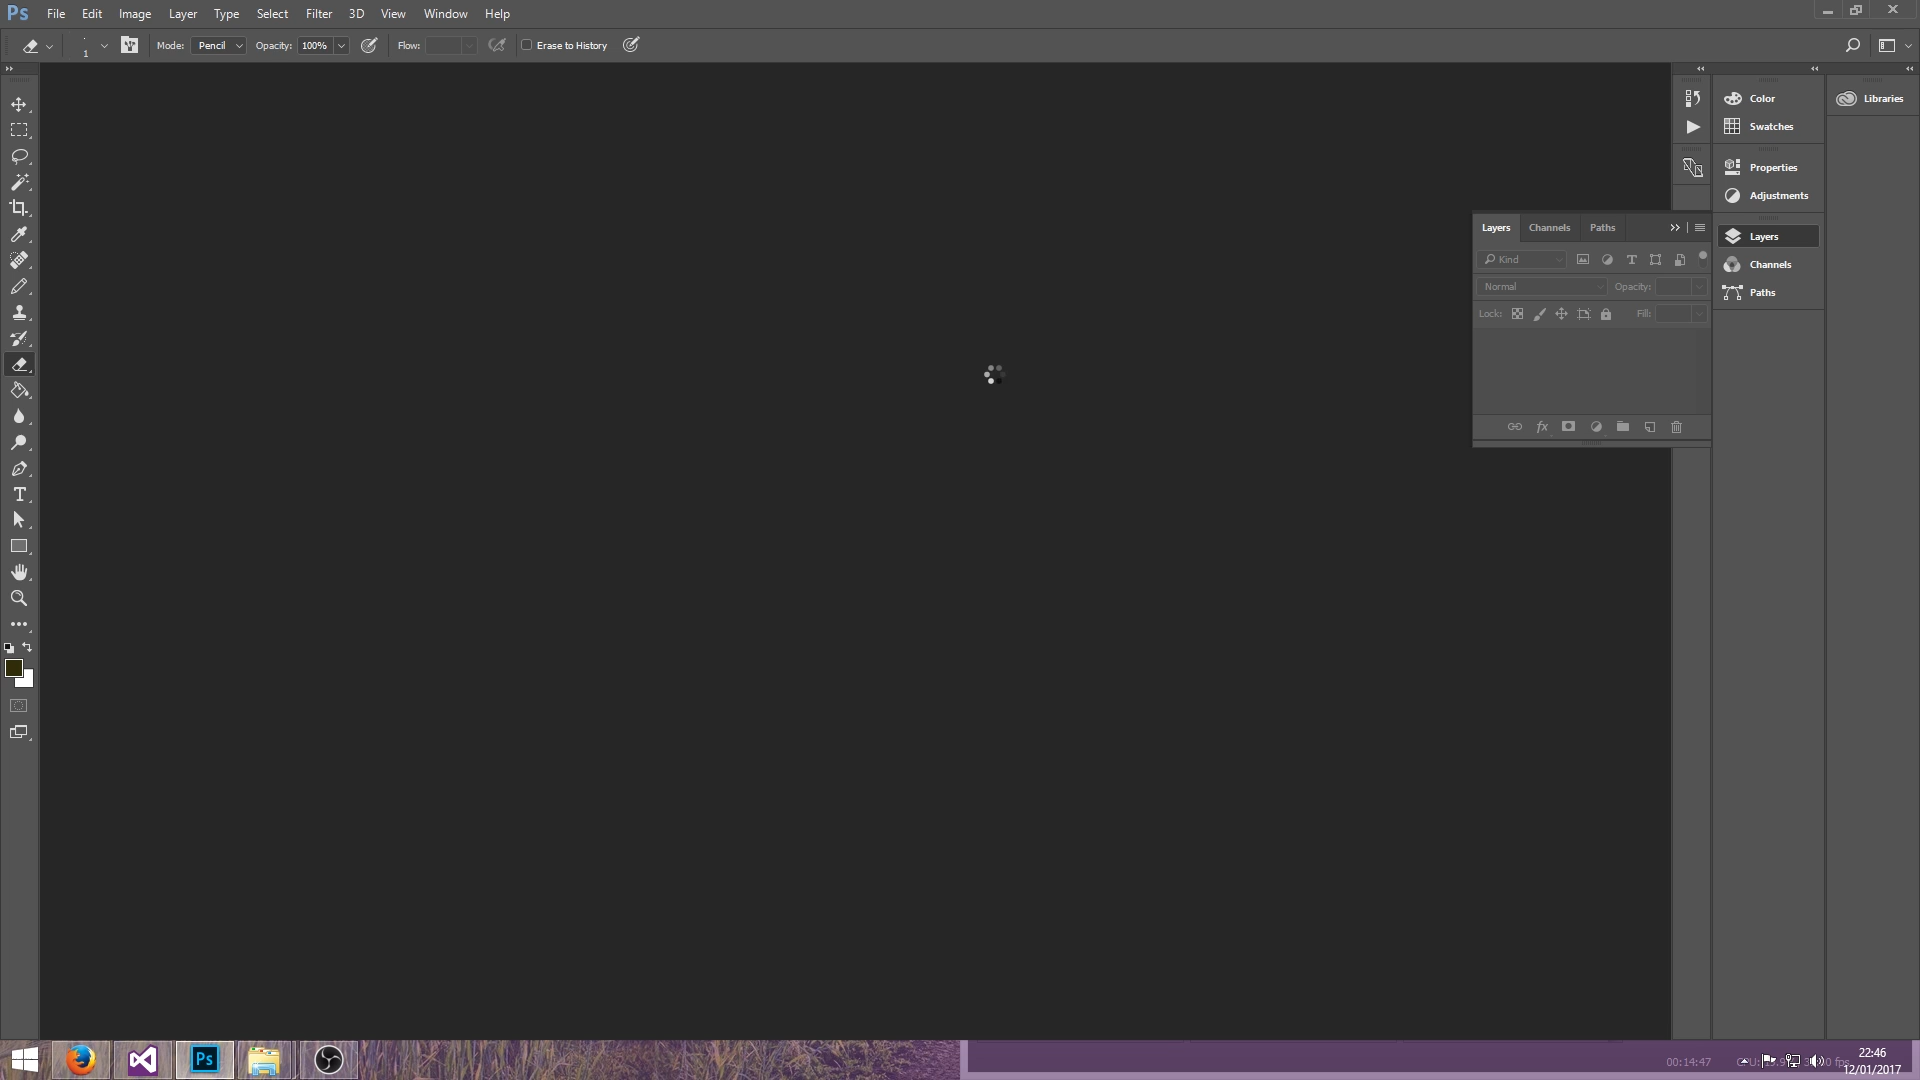 Ps File Edit Image Layer Type Select Filter 3D View Window Help
1 Mode: Pencil Opacity: 100% Flow: Erase to History
Color
Libraries
Swatches
Properties
Adjustments
Layers Channels Paths
Layers
Kind
Channels
Normal Opacity:
Paths
Lock: Fill:
fx
Ps
00:14:47
22:46
12/01/2017